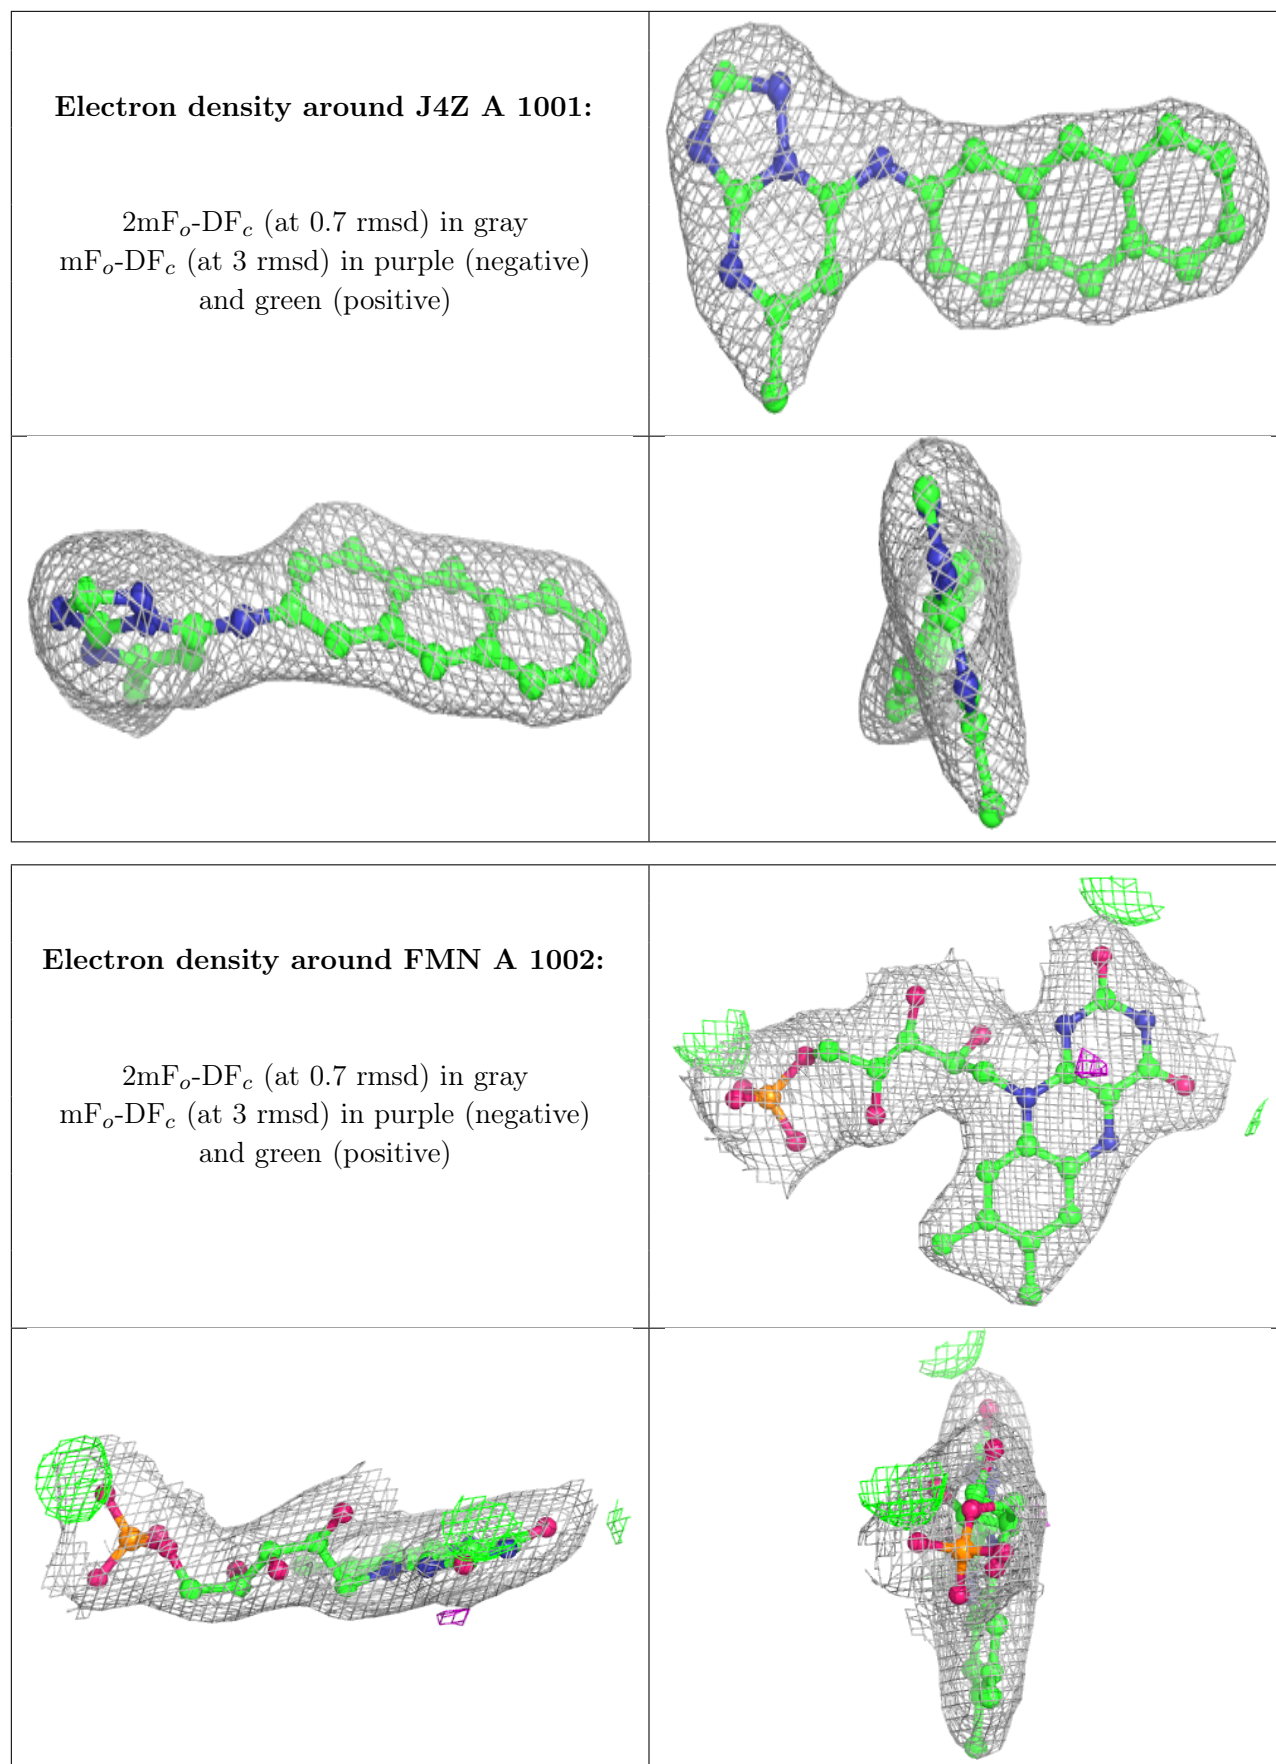 Electron density around J4Z A 1001:
2mFo-DFc (at 0.7 rmsd) in gray
mFo-DFc (at 3 rmsd) in purple (negative)
and green (positive)
Electron density around FMN A 1002:
2mFo-DFc (at 0.7 rmsd) in gray
mFo-DFc (at 3 rmsd) in purple (negative)
and green (positive)